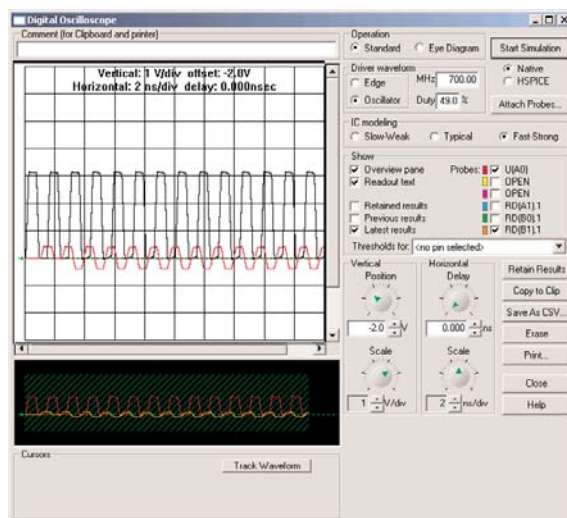 Digital Oscilloscope
Comment (for Clipboard and printer)
Vertical: 1 V/div offset: -2.0V
Horizontal: 2 ns/div delay: 0.000nsec
Cursors
Track Waveform
Operation
Standard
Eye Diagram
Start Simulation
Driver waveform
Edge
Oscillator
MHz 700.00
Duty 49.0 %
Native
HSPICE
Attach Probes...
IC modeling
Slow-Weak
Typical
Fast-Strong
Show
Overview pane
Readout text
Retained results
Previous results
Latest results
Probes:
U(A0)
OPEN
OPEN
RD(A1).1
RD(B0).1
RD(B1).1
Thresholds for: <no pin selected>
Vertical
Position
-2.0 V
Scale
1 V/div
Horizontal
Delay
0.000 ns
Scale
2 ns/div
Retain Results
Copy to Clip
Save As CSV...
Erase
Print...
Close
Help